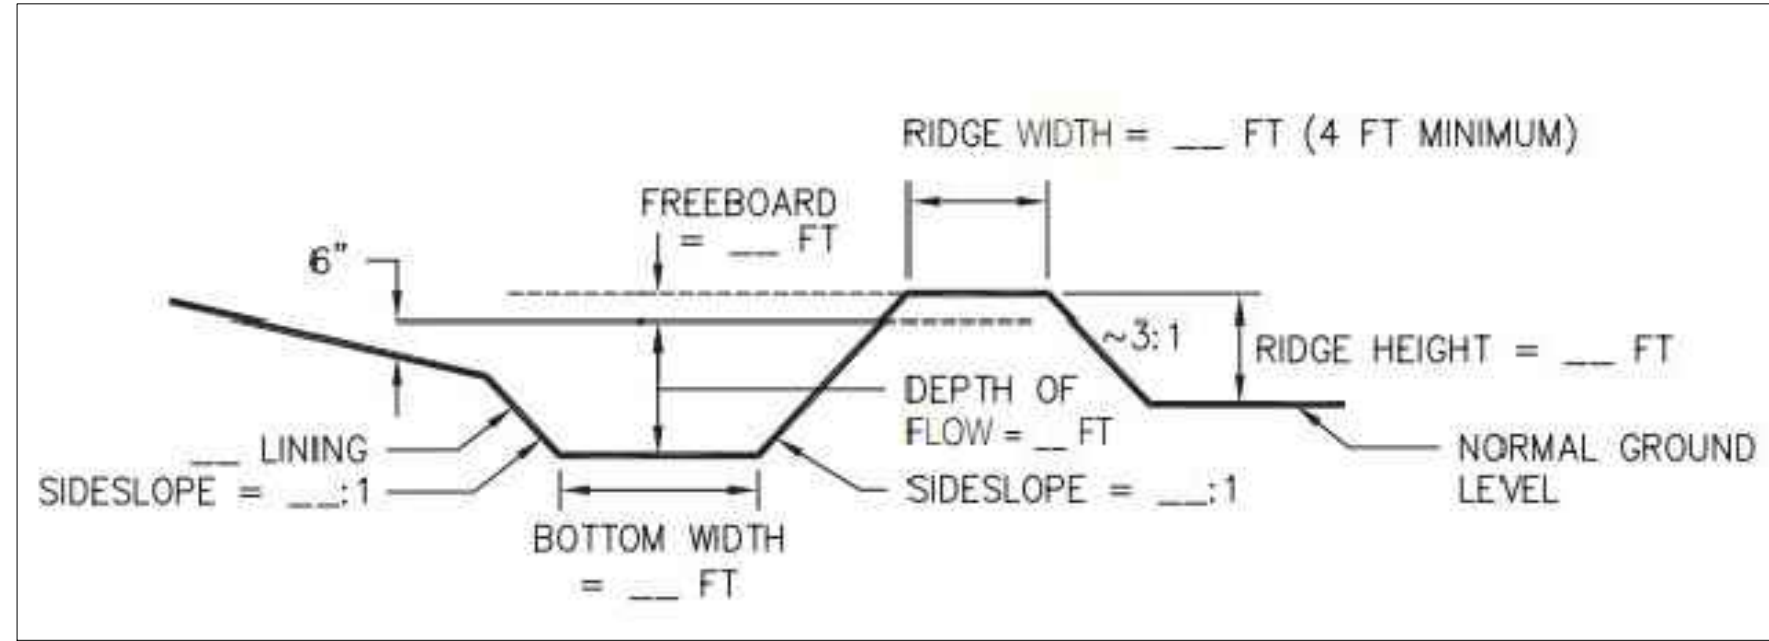 RIDGE WIDTH = __ FT (4 FT MINIMUM)
FREEBOARD
= __ FT
6"
~3:1
RIDGE HEIGHT = __ FT
DEPTH OF
FLOW = __ FT
__ LINING
SIDESLOPE = __:1
SIDESLOPE = __:1
NORMAL GROUND
LEVEL
BOTTOM WIDTH
= __ FT